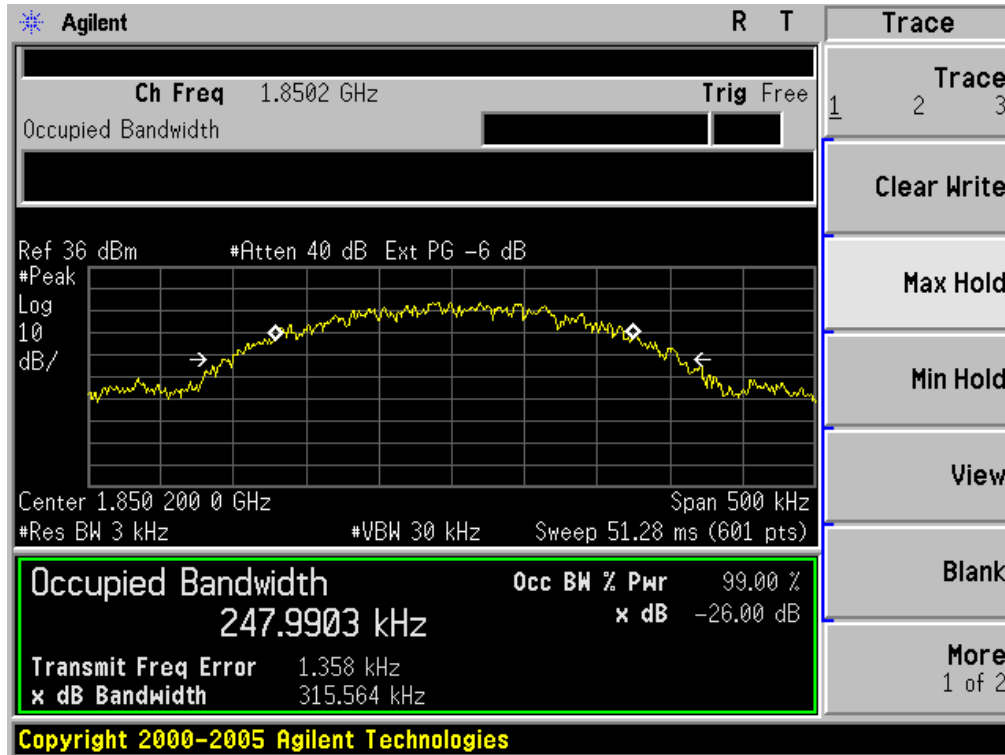 Agilent R T Trace
Ch Freq 1.8502 GHz Trig Free
Occupied Bandwidth
Trace
1 2 3
Clear Write
Max Hold
Min Hold
View
Blank
More
1 of 2
Ref 36 dBm #Atten 40 dB Ext PG -6 dB
#Peak
Log
10
dB/
Center 1.850 200 0 GHz Span 500 kHz
#Res BW 3 kHz #VBW 30 kHz Sweep 51.28 ms (601 pts)
Occupied Bandwidth Occ BW % Pwr 99.00 %
247.9903 kHz x dB -26.00 dB
Transmit Freq Error 1.358 kHz
x dB Bandwidth 315.564 kHz
Copyright 2000-2005 Agilent Technologies